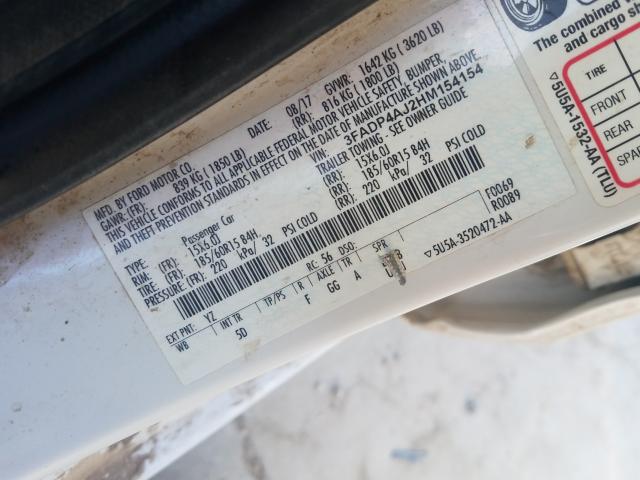 MFD BY FORD MOTOR CO.
DATE: 08/17 GVWR: 1642 KG ( 3620 LB)
GAWR: (FR): 839 KG (1850 LB) (RR): 816 KG (1800 LB)
THIS VEHICLE CONFORMS TO ALL APPLICABLE FEDERAL MOTOR VEHICLE SAFETY, BUMPER,
AND THEFT PREVENTION STANDARDS IN EFFECT ON THE DATE OF MANUFACTURE SHOWN ABOVE.
VIN: 3FADP4AJ2HM154154
TYPE: Passenger Car TRAILER TOWING: SEE OWNER GUIDE
RIM: (FR): 15X6.0J (RR): 15X6.0J
TIRE: (FR): 185/60R15 84H (RR): 185/60R15 84H
PRESSURE: (FR): 220 kPa/ 32 PSI COLD (RR): 220 kPa/ 32 PSI COLD
F0069
R0089
EXT PNT: YZ RC: 56 DSO:
WB INT TR TP/PS R AXLE TR SPR
5D F GG A
▽5U5A-3520472-AA
The combined
and cargo
TIRE
FRONT
REAR
SPA
▽5U5A-1532-AA (TLU)